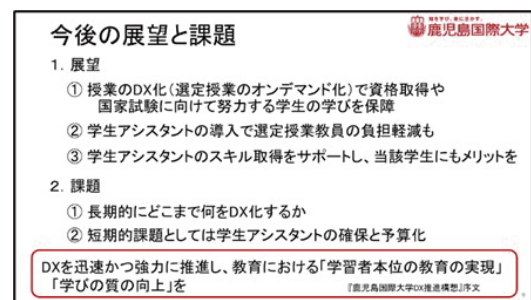 今後の展望と課題
鹿児島国際大学
1. 展望
① 授業のDX化（選定授業のオンデマンド化）で資格取得や
国家試験に向けて努力する学生の学びを保障
② 学生アシスタントの導入で選定授業教員の負担軽減も
③ 学生アシスタントのスキル取得をサポートし、当該学生にもメリットを
2. 課題
① 長期的にどこまで何をDX化するか
② 短期的課題としては学生アシスタントの確保と予算化
DXを迅速かつ強力に推進し、教育における「学習者本位の教育の実現」
「学びの質の向上」を
『鹿児島国際大学DX推進構想』序文